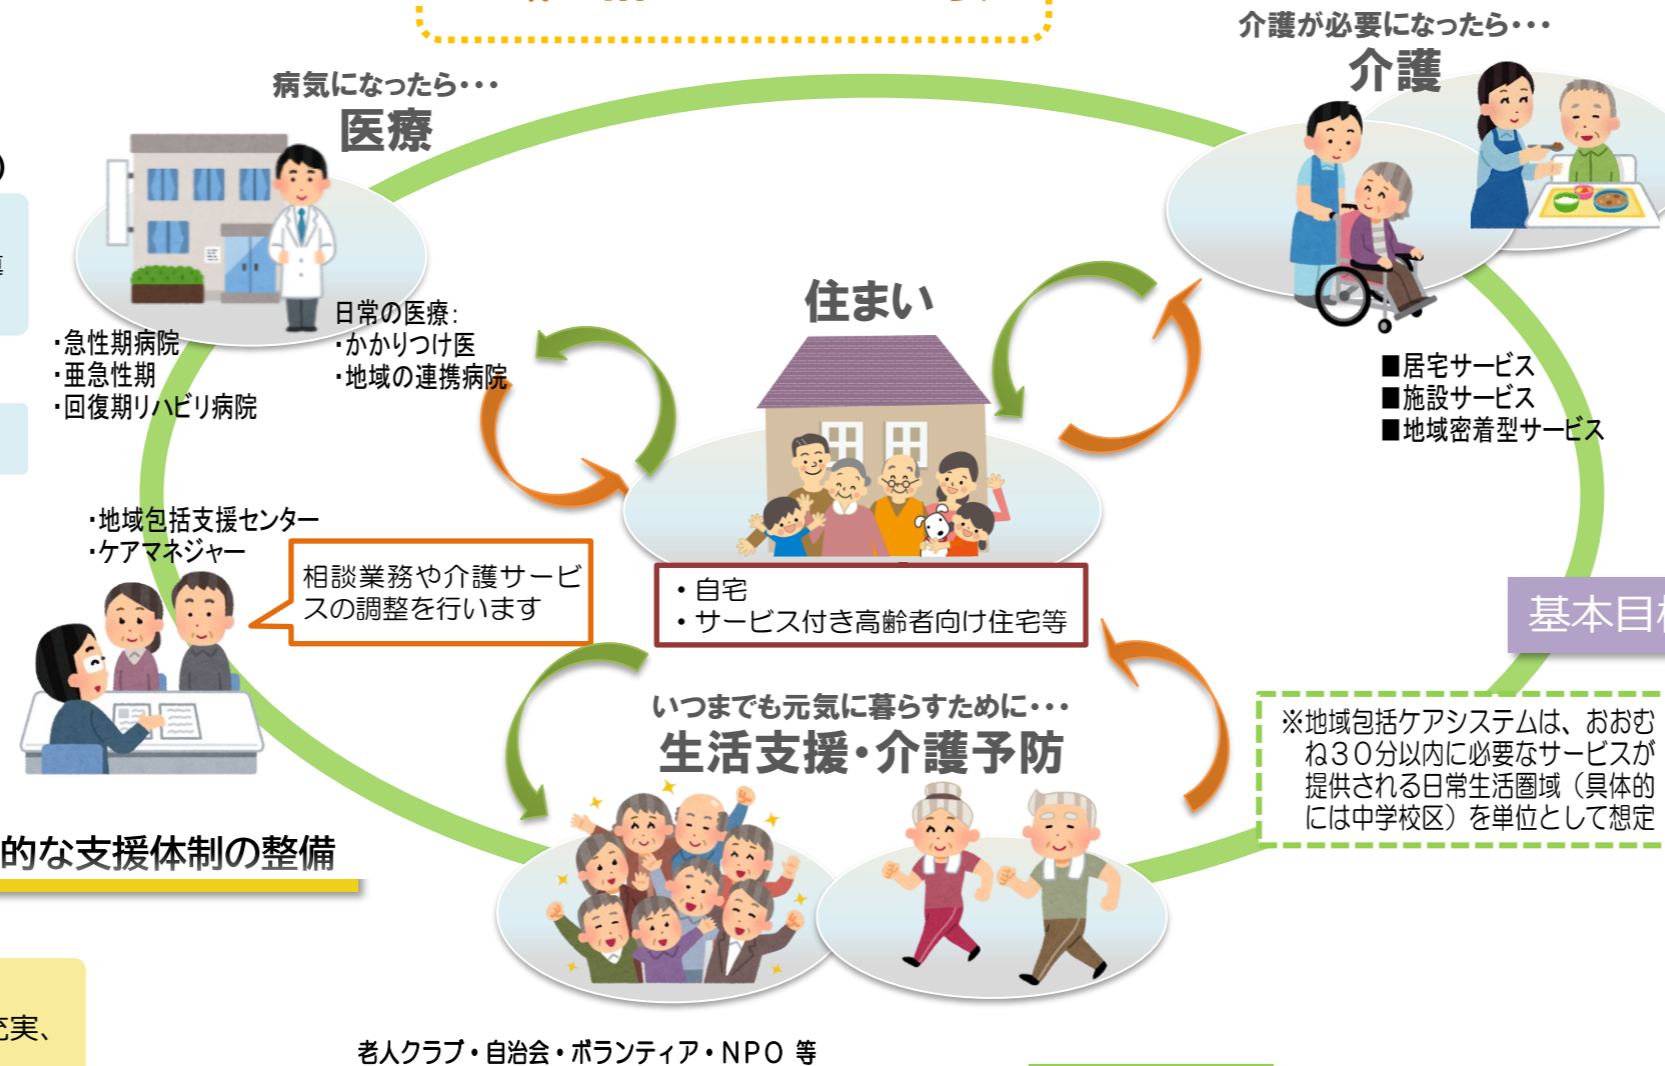 介護が必要になったら・・・
介護
病気になったら・・・
医療
住まい
・急性期病院
・亜急性期
・回復期リハビリ病院
日常の医療：
・かかりつけ医
・地域の連携病院
■居宅サービス
■施設サービス
■地域密着型サービス
・地域包括支援センター
・ケアマネジャー
相談業務や介護サービ
スの調整を行います
・自宅
・サービス付き高齢者向け住宅等
基本目
いつまでも元気に暮らすために・・・
生活支援・介護予防
※地域包括ケアシステムは、おおむ
ね３０分以内に必要なサービスが
提供される日常生活圏域（具体的
には中学校区）を単位として想定
的な支援体制の整備
充実、
老人クラブ・自治会・ボランティア・ＮＰＯ 等